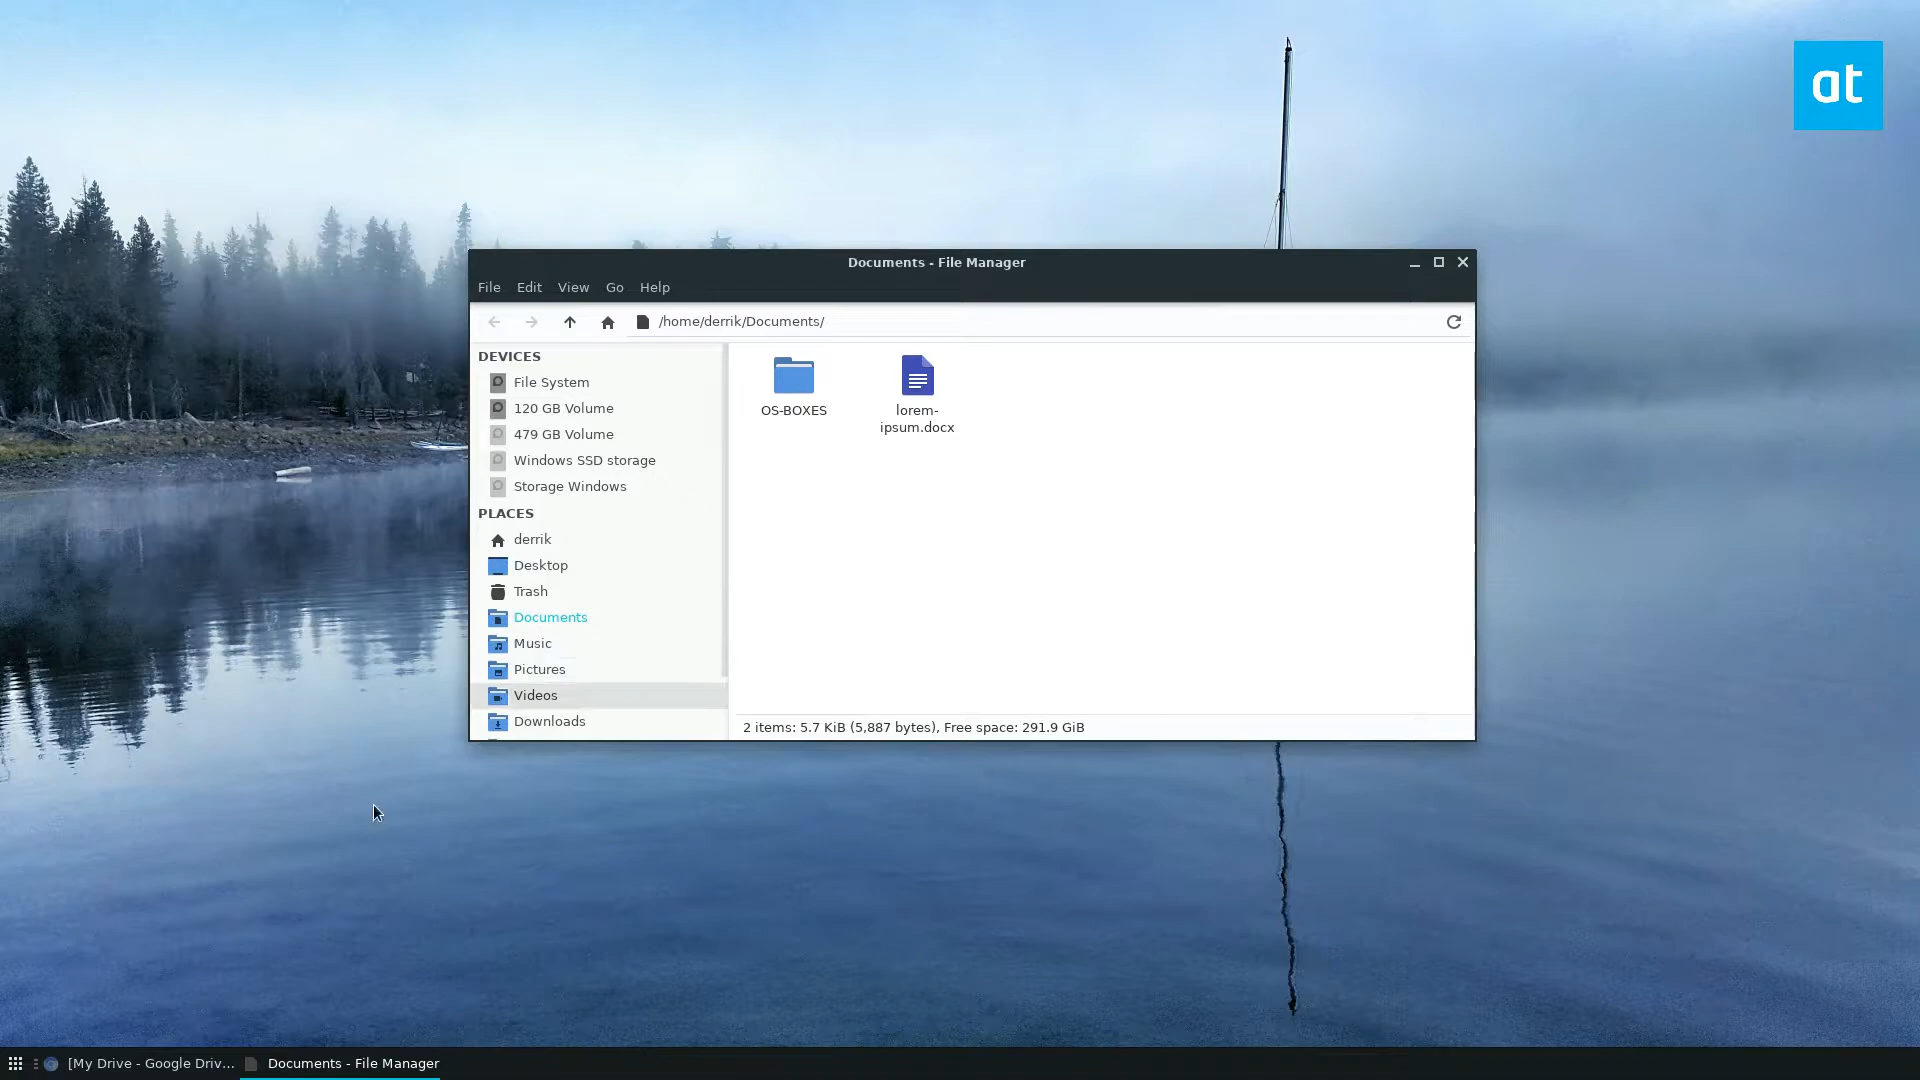 at
Documents - File Manager
File Edit View Go Help
/home/derrik/Documents/
DEVICES
File System
120 GB Volume
479 GB Volume
Windows SSD storage
Storage Windows
PLACES
derrik
Desktop
Trash
Documents
Music
Pictures
Videos
Downloads
OS-BOXES
lorem-
ipsum.docx
2 items: 5.7 KiB (5,887 bytes), Free space: 291.9 GiB
[My Drive - Google Driv...
Documents - File Manager